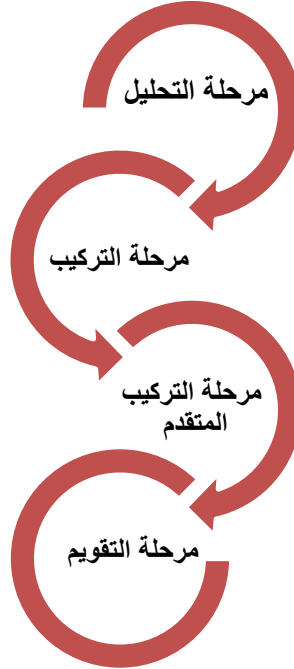 مرحلة التحليل
مرحلة التركيب
مرحلة التركيب
المتقدم
مرحلة التقويم